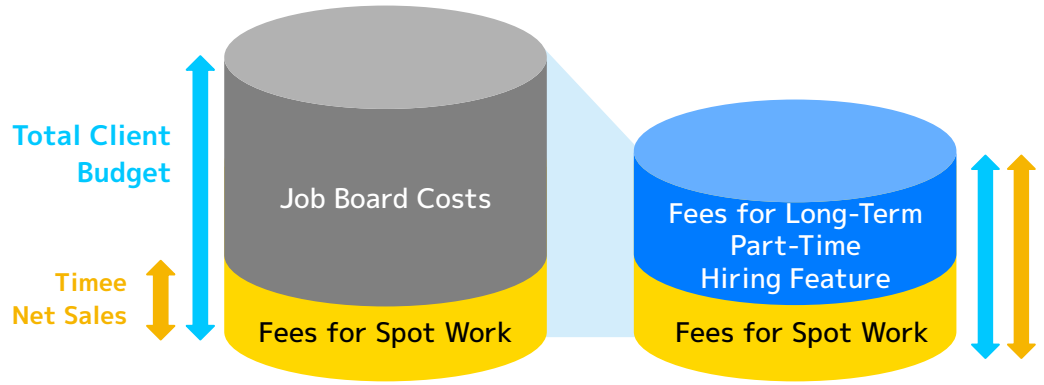 Total Client
Budget
Timee
Net Sales
Job Board Costs
Fees for Spot Work
Fees for Long-Term
Part-Time
Hiring Feature
Fees for Spot Work